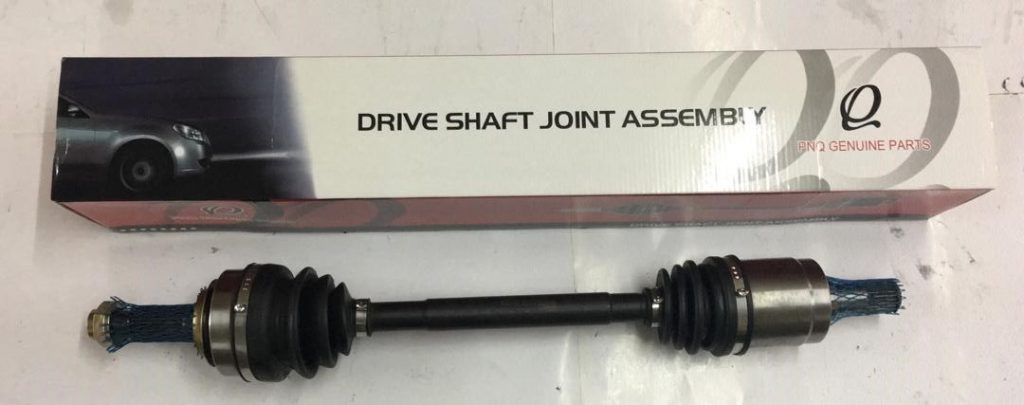 DRIVE SHAFT JOINT ASSEMBLY
PNQ GENUINE PARTS